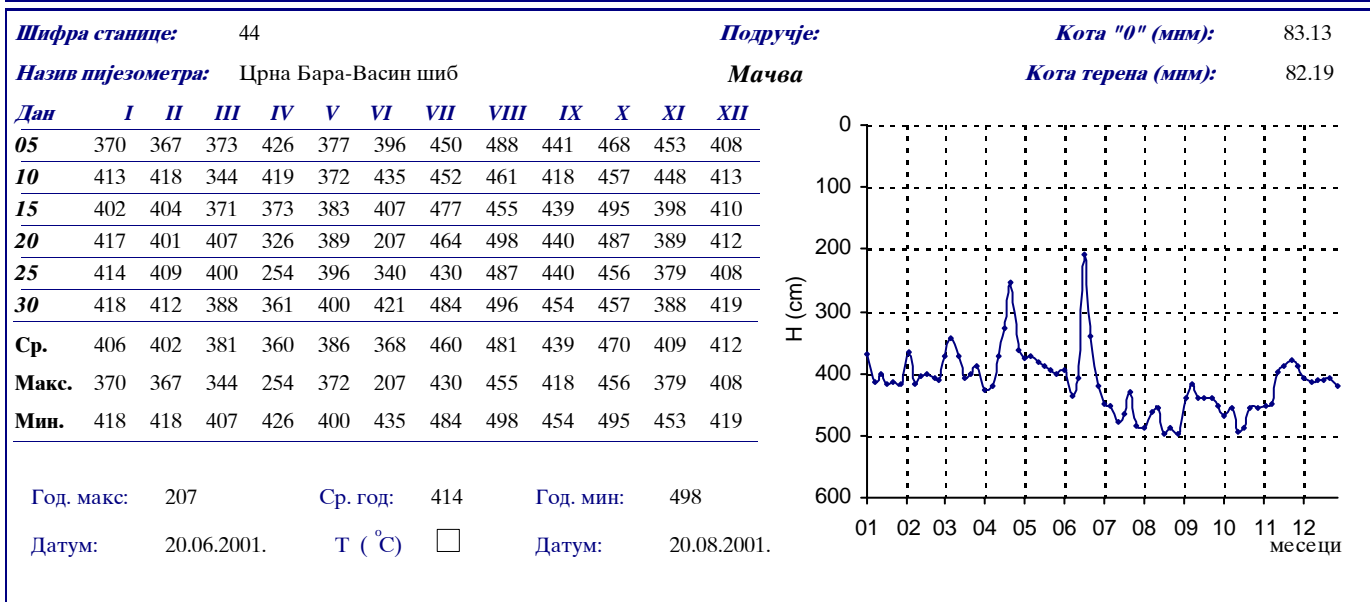 Шифра станице: 44 Подручје: Кота "0" (мнм): 83.13
Назив пијезометра: Црна Бара-Васин шиб Мачва Кота терена (мнм): 82.19
Дан I II III IV V VI VII VIII IX X XI XII
05 370 367 373 426 377 396 450 488 441 468 453 408
10 413 418 344 419 372 435 452 461 418 457 448 413
15 402 404 371 373 383 407 477 455 439 495 398 410
20 417 401 407 326 389 207 464 498 440 487 389 412
25 414 409 400 254 396 340 430 487 440 456 379 408
30 418 412 388 361 400 421 484 496 454 457 388 419
Ср. 406 402 381 360 386 368 460 481 439 470 409 412
Макс. 370 367 344 254 372 207 430 455 418 456 379 408
Мин. 418 418 407 426 400 435 484 498 454 495 453 419
Год. макс: 207 Ср. год: 414 Год. мин: 498
Датум: 20.06.2001. Т ( °C) Датум: 20.08.2001.
H (cm)
0
100
200
300
400
500
600
01 02 03 04 05 06 07 08 09 10 11 12
месеци